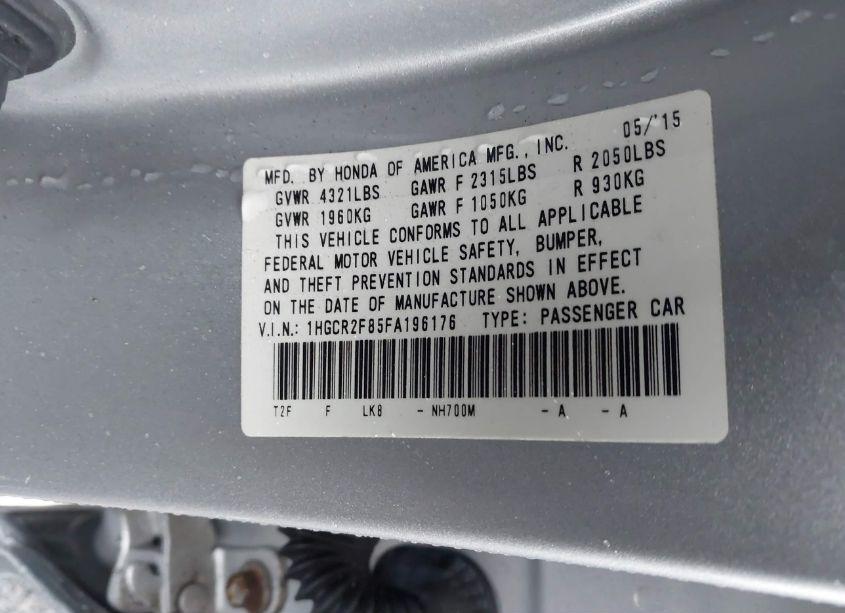 05/'15
MFD. BY HONDA OF AMERICA MFG., INC.
GVWR 4321LBS GAWR F 2315LBS R 2050LBS
GVWR 1960KG GAWR F 1050KG R 930KG
THIS VEHICLE CONFORMS TO ALL APPLICABLE
FEDERAL MOTOR VEHICLE SAFETY, BUMPER,
AND THEFT PREVENTION STANDARDS IN EFFECT
ON THE DATE OF MANUFACTURE SHOWN ABOVE.
V.I.N.: 1HGCR2F85FA196176 TYPE: PASSENGER CAR
T2F F LK8 - NH700M - A - A